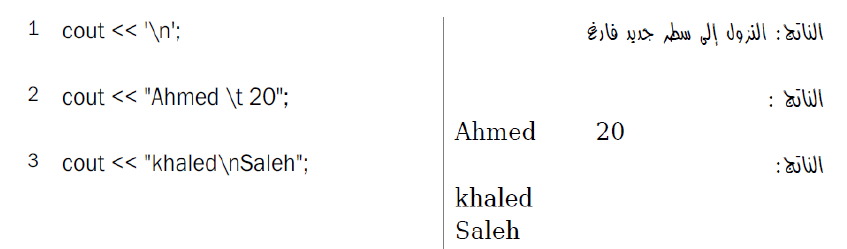 1 cout << '\n';
الناتج: النزول إلى سطر جديد فارغ
2 cout << "Ahmed \t 20";
الناتج :
Ahmed 20
3 cout << "khaled\nSaleh";
الناتج:
khaled
Saleh